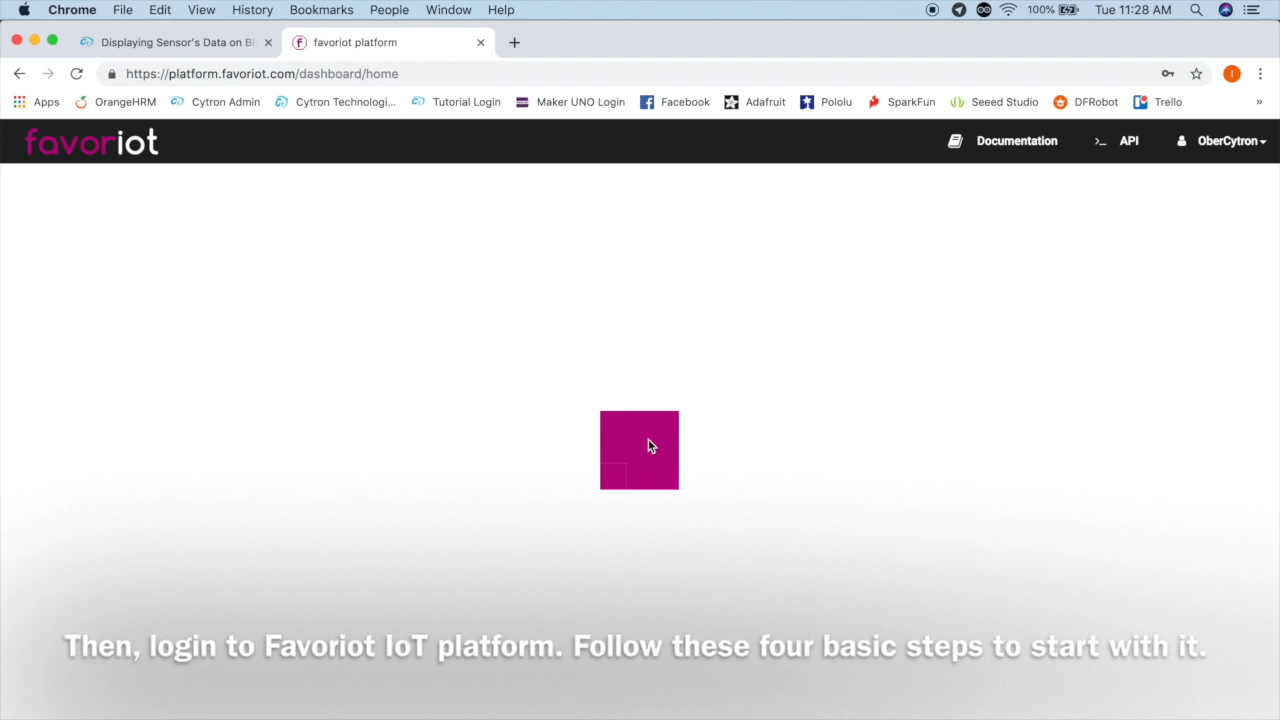 Chrome File Edit View History Bookmarks People Window Help 100% Tue 11:28 AM
Displaying Sensor's Data on Bl favoriot platform
https://platform.favoriot.com/dashboard/home
Apps OrangeHRM Cytron Admin Cytron Technologi... Tutorial Login Maker UNO Login Facebook Adafruit Pololu SparkFun Seeed Studio DFRobot Trello »
favoriot Documentation API OberCytron
Then, login to Favoriot IoT platform. Follow these four basic steps to start with it.